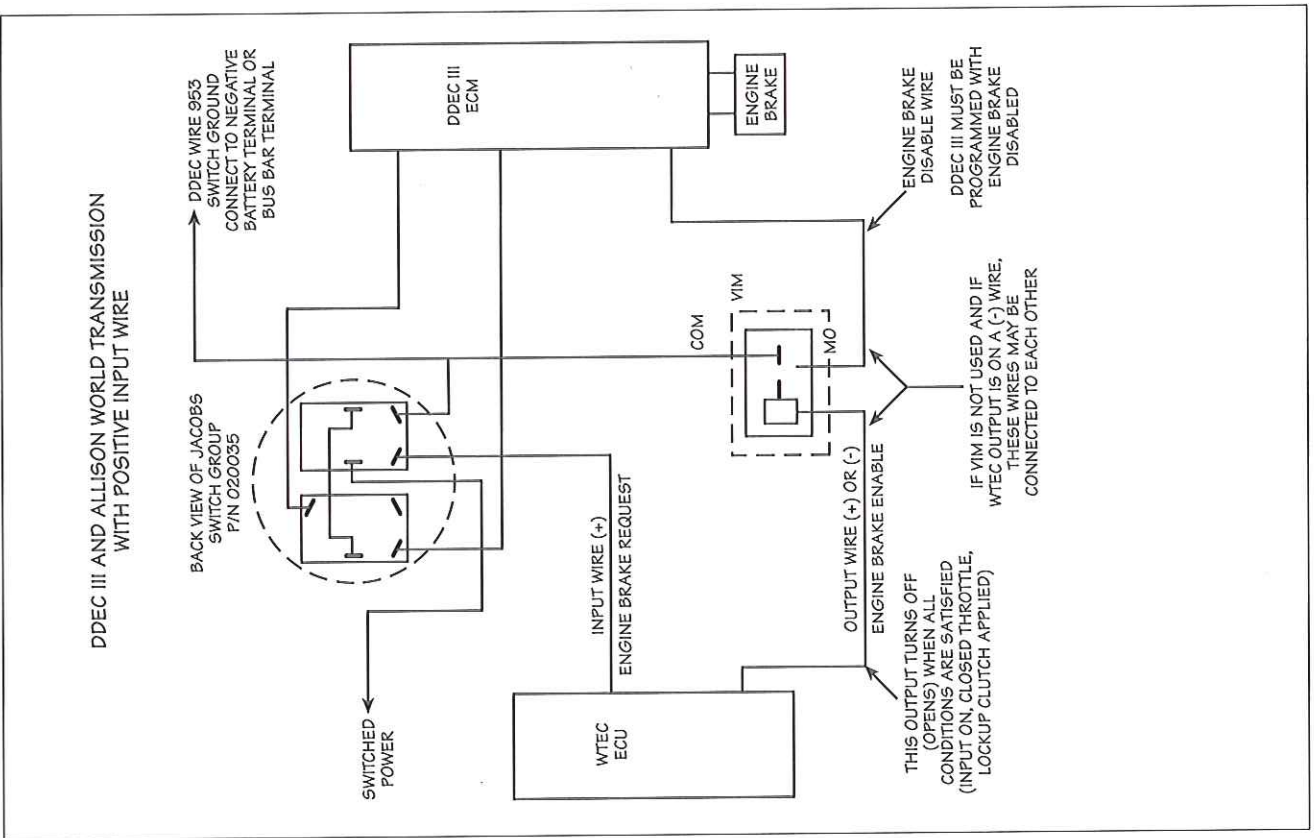 DDEC III AND ALLISON WORLD TRANSMISSION
WITH POSITIVE INPUT WIRE
DDEC WIRE 953
SWITCH GROUND
CONNECT TO NEGATIVE
BATTERY TERMINAL OR
BUS BAR TERMINAL
BACK VIEW OF JACOBS
SWITCH GROUP
P/N 020035
SWITCHED
POWER
DDEC III
ECM
ENGINE
BRAKE
INPUT WIRE (+)
ENGINE BRAKE REQUEST
COM
VIM
MO
WTEC
ECU
OUTPUT WIRE (+) OR (-)
ENGINE BRAKE ENABLE
ENGINE BRAKE
DISABLE WIRE
DDEC III MUST BE
PROGRAMMED WITH
ENGINE BRAKE
DISABLED
THIS OUTPUT TURNS OFF
(OPENS) WHEN ALL
CONDITIONS ARE SATISFIED
(INPUT ON, CLOSED THROTTLE,
LOCKUP CLUTCH APPLIED)
IF VIM IS NOT USED AND IF
WTEC OUTPUT IS ON A (-) WIRE,
THESE WIRES MAY BE
CONNECTED TO EACH OTHER